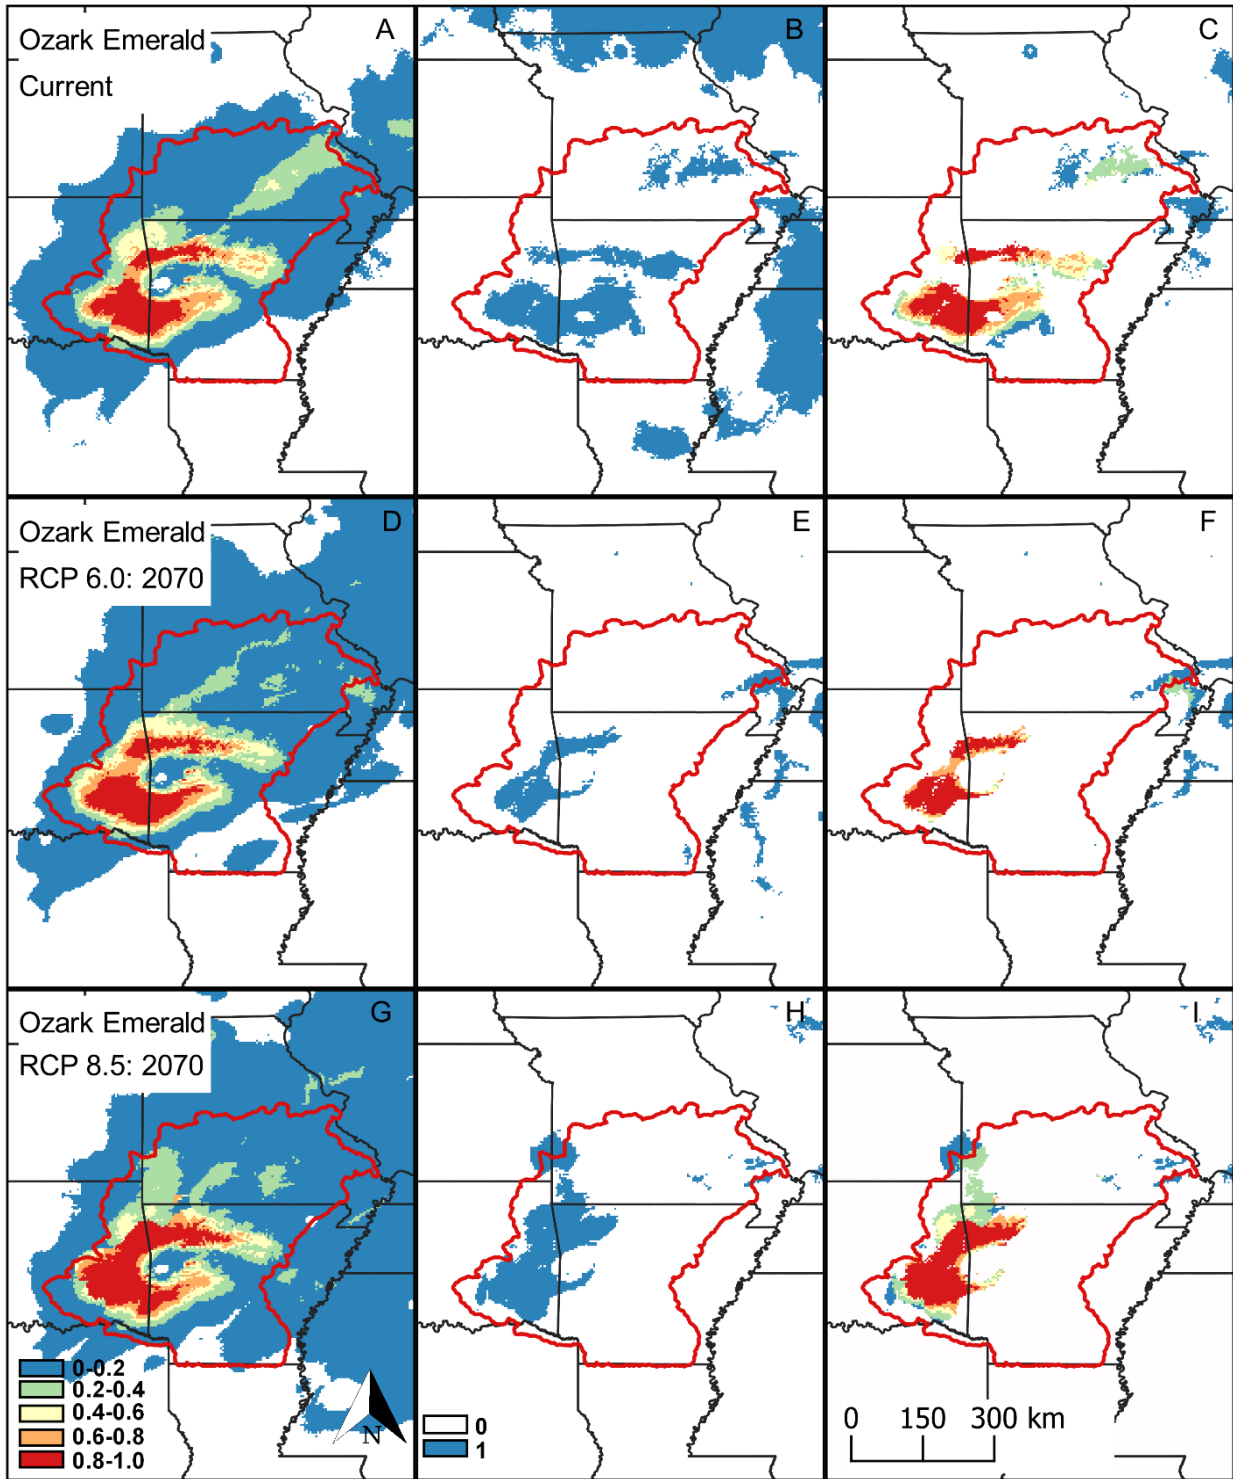 Ozark Emerald
Current
A
B
C
Ozark Emerald
RCP 6.0: 2070
D
E
F
Ozark Emerald
RCP 8.5: 2070
G
H
I
0-0.2
0.2-0.4
0.4-0.6
0.6-0.8
0.8-1.0
N
0
1
0 150 300 km